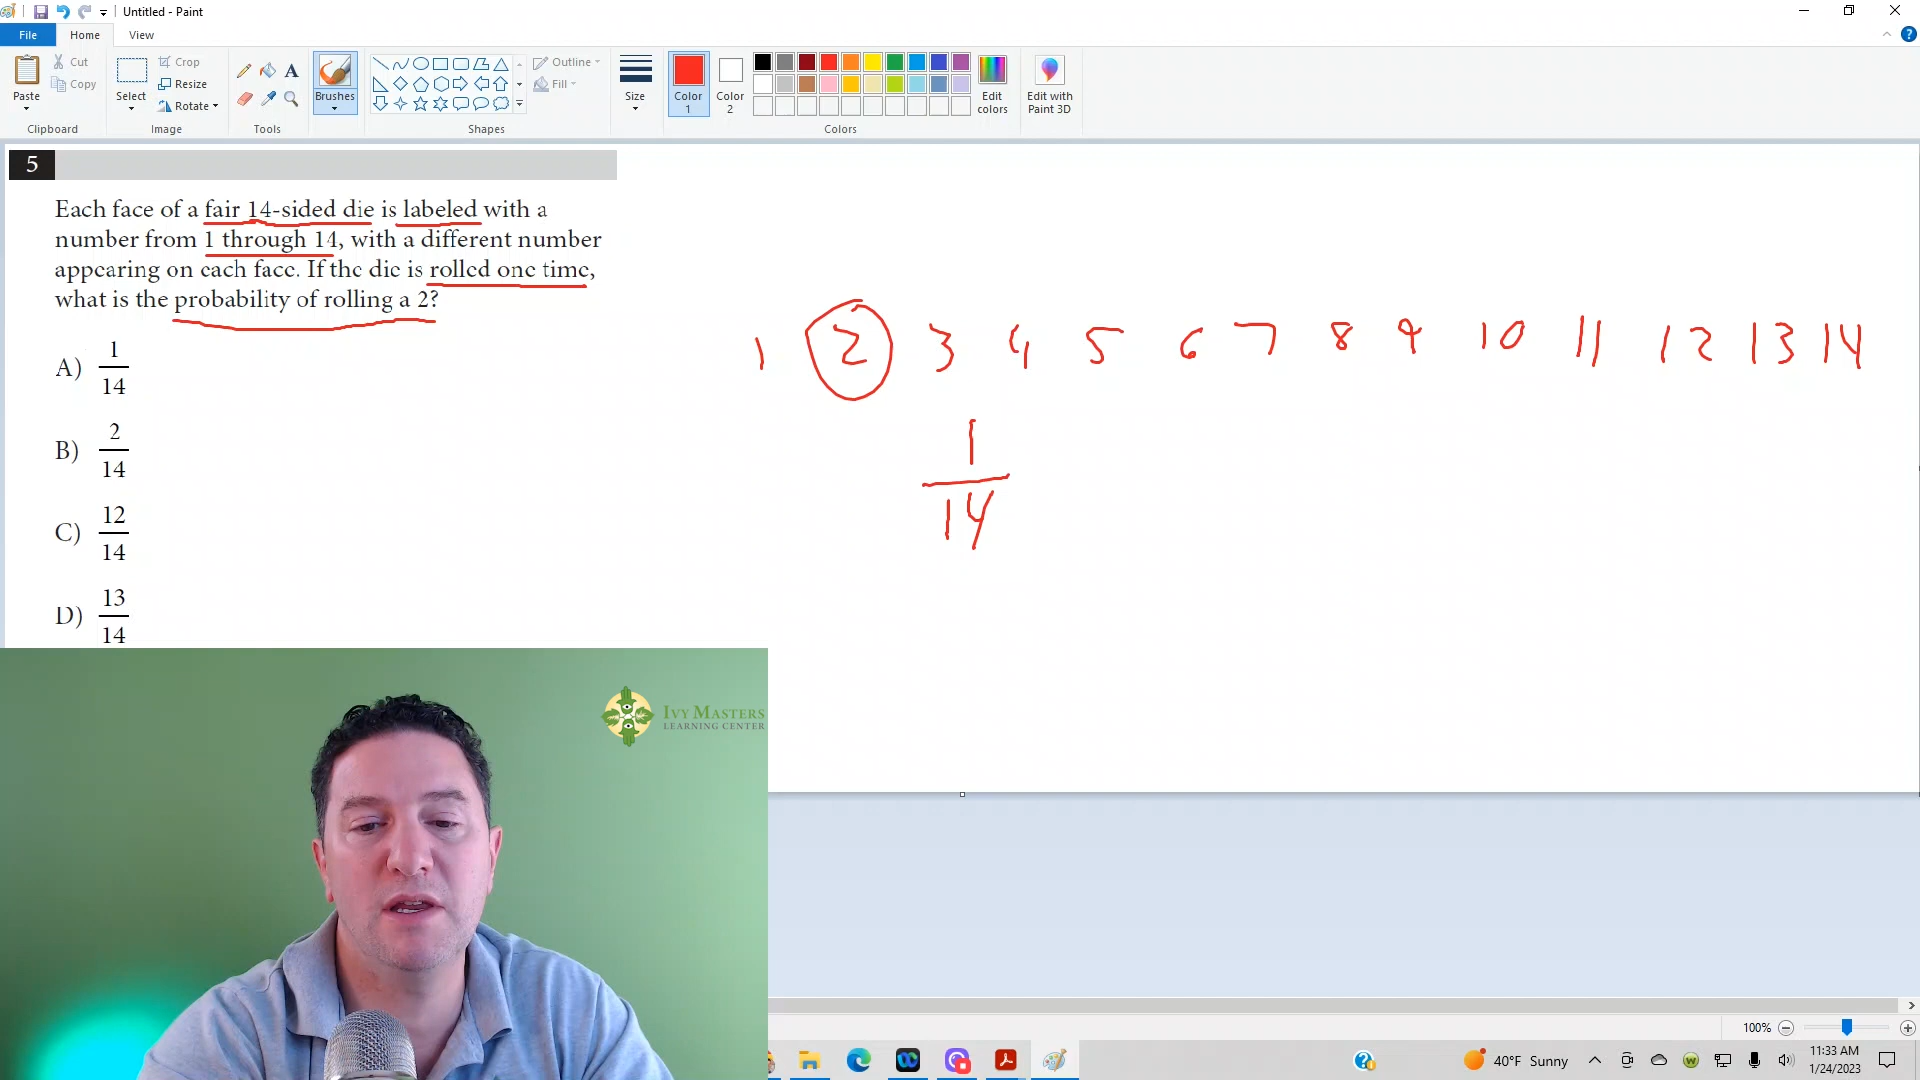 Untitled - Paint
File
Home
View
Paste
Cut
Copy
Clipboard
Select
Crop
Resize
Rotate
Image
A
Tools
Brushes
Outline
Fill
Shapes
Size
Color 1
Color 2
Colors
Edit colors
Edit with Paint 3D
5
Each face of a fair 14-sided die is labeled with a
number from 1 through 14, with a different number
appearing on each face. If the die is rolled one time,
what is the probability of rolling a 2?
A) 1/14
B) 2/14
C) 12/14
D) 13/14
1 2 3 4 5 6 7 8 9 10 11 12 13 14
1
14
IVY MASTERS
LEARNING CENTER
100%
40°F Sunny
11:33 AM
1/24/2023